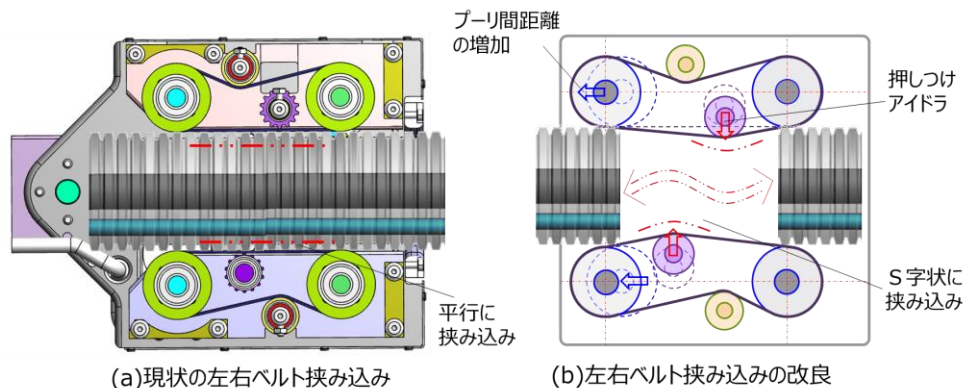 プーリ間距離
の増加
押しつけ
アイドラ
平行に
挟み込み
S字状に
挟み込み
(a)現状の左右ベルト挟み込み
(b)左右ベルト挟み込みの改良